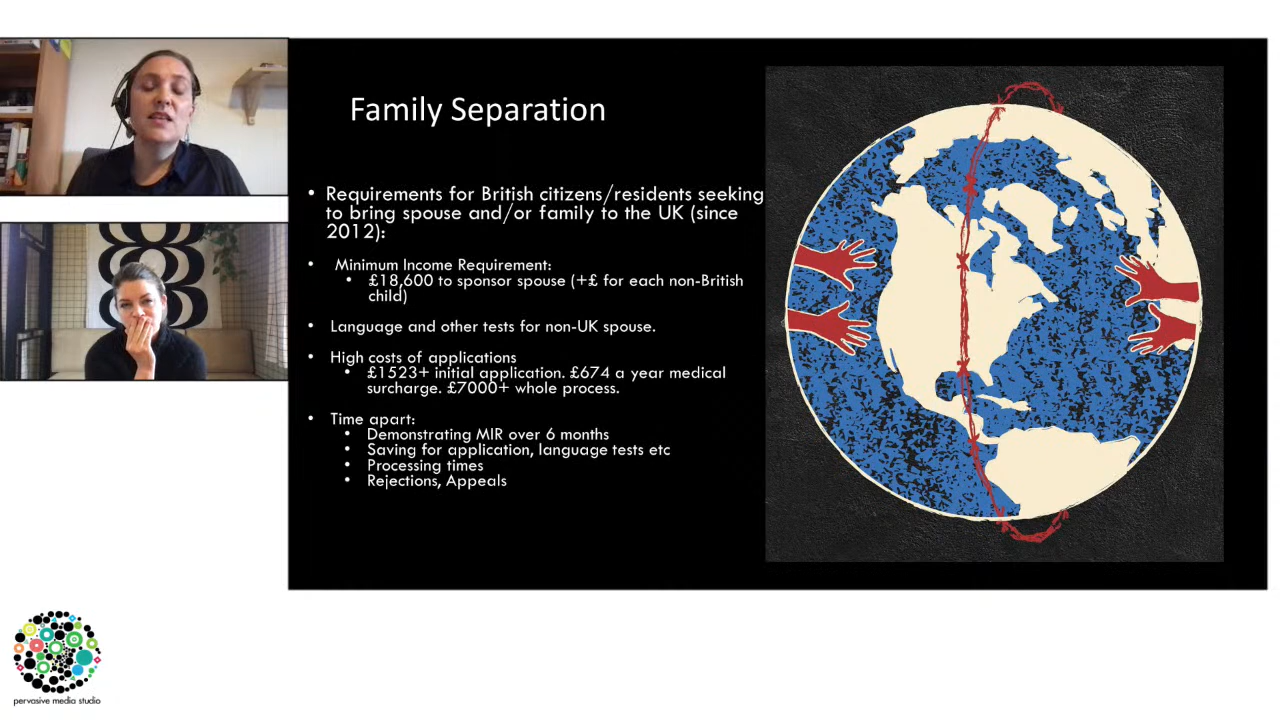 Family Separation
• Requirements for British citizens/residents seeking
to bring spouse and/or family to the UK (since
2012):
• Minimum Income Requirement:
• £18,600 to sponsor spouse (+£ for each non-British
child)
• Language and other tests for non-UK spouse.
• High costs of applications
• £1523+ initial application. £674 a year medical
surcharge. £7000+ whole process.
• Time apart:
• Demonstrating MIR over 6 months
• Saving for application, language tests etc
• Processing times
• Rejections, Appeals
pervasive media studio